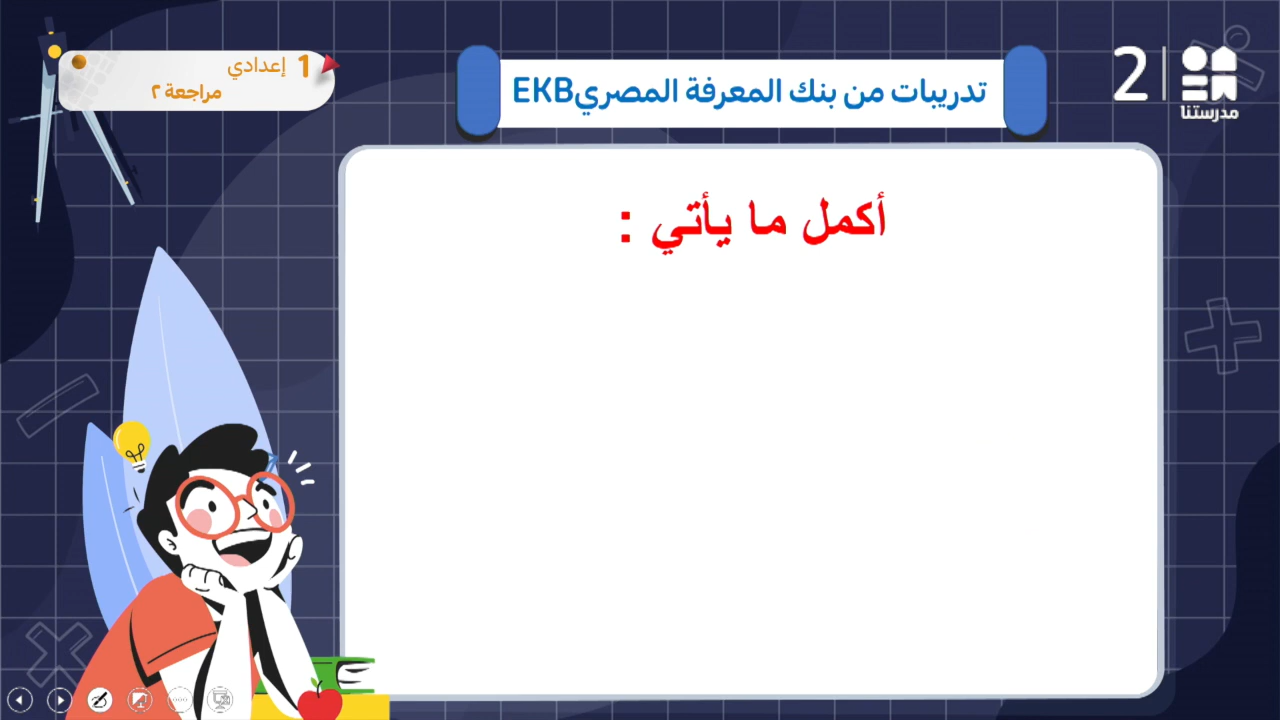 1 إعدادي
مراجعة ٢
تدريبات من بنك المعرفة المصريEKB
2
مدرستنا
أكمل ما يأتي :